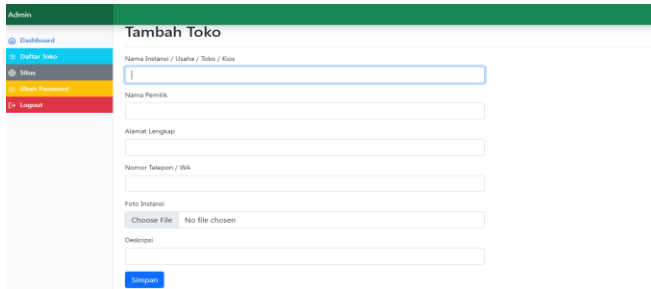 Admin
Dashboard
Daftar Toko
Situs
Ubah Password
Logout
Tambah Toko
Nama Instansi / Usaha / Toko / Kios
Nama Pemilik
Alamat Lengkap
Nomor Telepon / WA
Foto Instansi
Choose File No file chosen
Deskripsi
Simpan